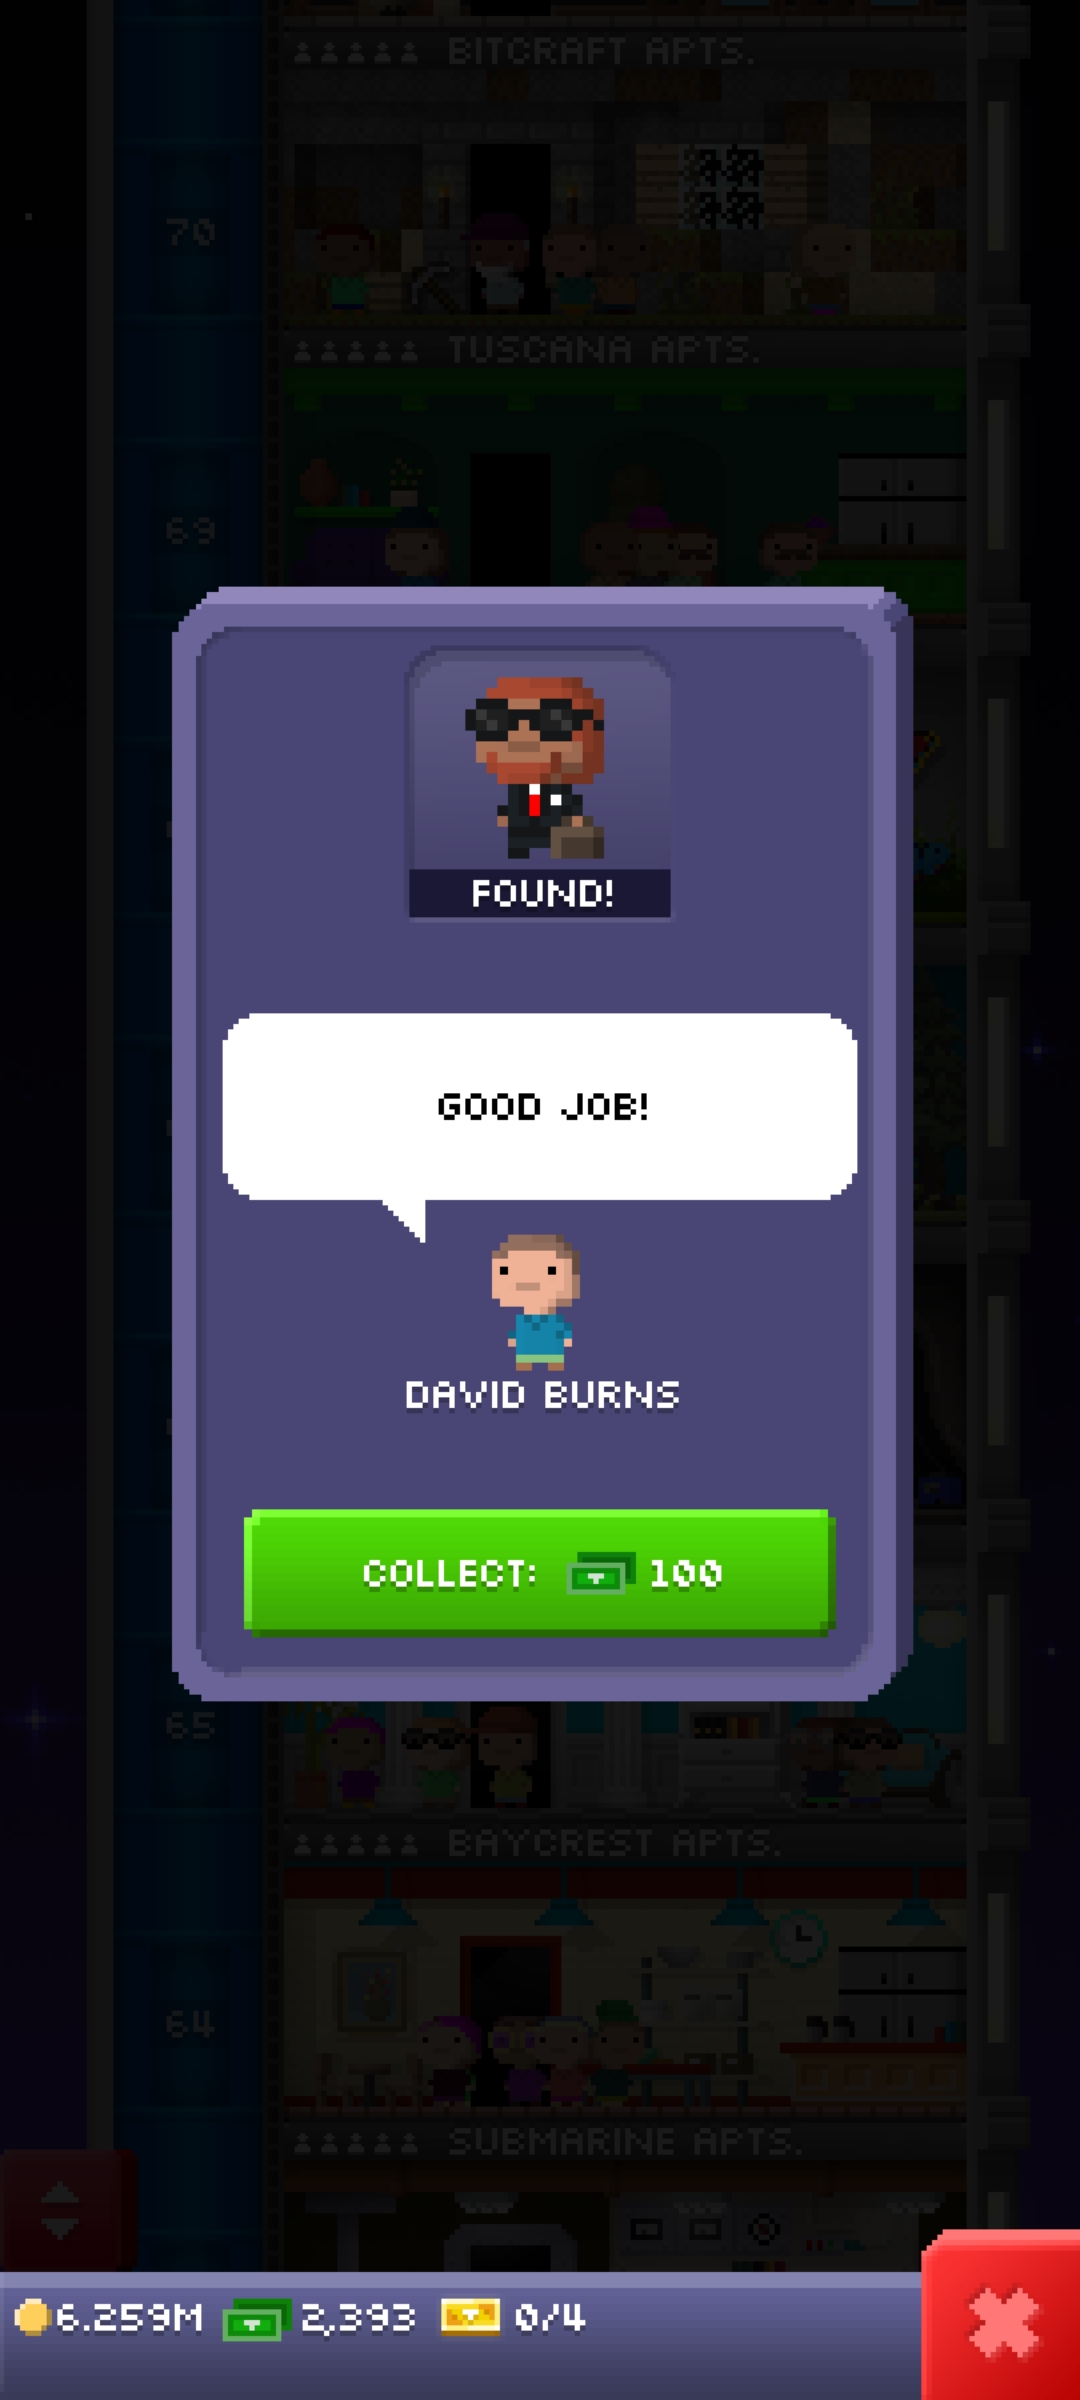 BITCRAFT APTS.
70
TUSCANA APTS.
69
FOUND!
GOOD JOB!
DAVID BURNS
COLLECT: 100
65
BAYCREST APTS.
64
SUBMARINE APTS.
6.259M 2,393 0/4